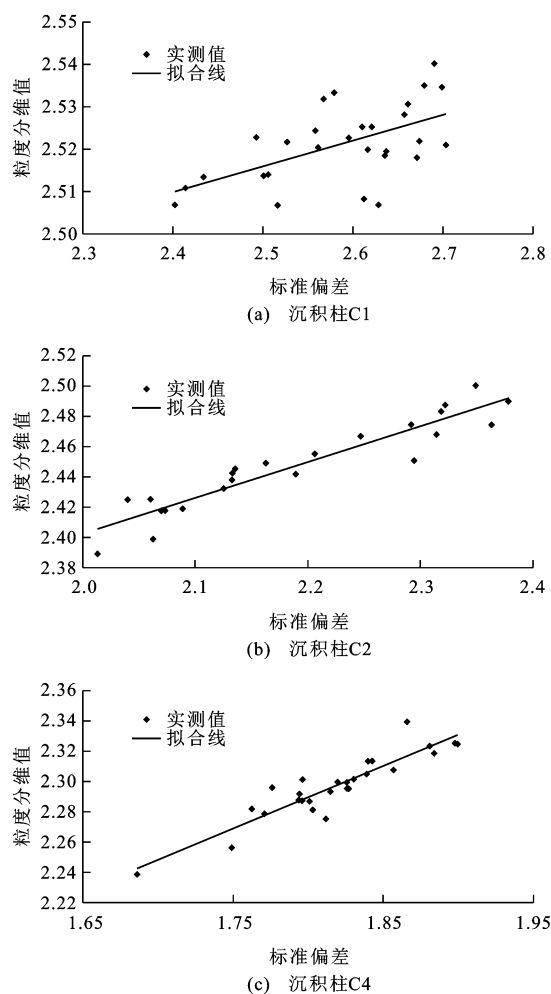 2.55
2.54
2.53
2.52
2.51
2.50
粒度分维值
实测值
拟合线
2.3 2.4 2.5 2.6 2.7 2.8
标准偏差
(a) 沉积柱C1
2.52
2.50
2.48
2.46
2.44
2.42
2.40
2.38
粒度分维值
实测值
拟合线
2.0 2.1 2.2 2.3 2.4
标准偏差
(b) 沉积柱C2
2.36
2.34
2.32
2.30
2.28
2.26
2.24
2.22
粒度分维值
实测值
拟合线
1.65 1.75 1.85 1.95
标准偏差
(c) 沉积柱C4